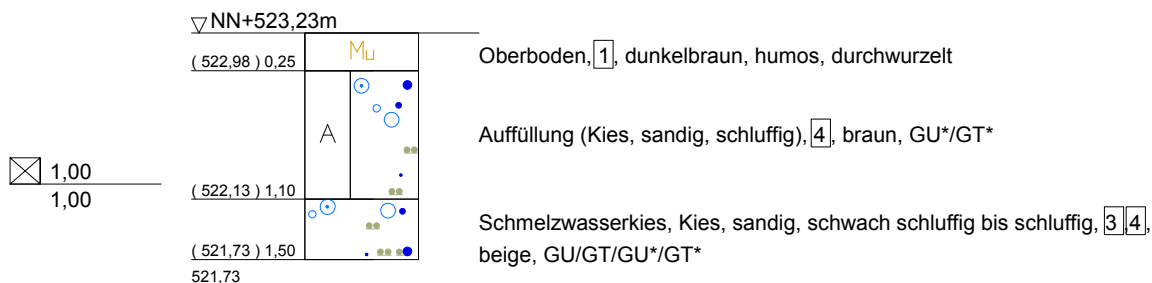 NN+523,23m
Mu
( 522,98 ) 0,25
Oberboden, 1, dunkelbraun, humos, durchwurzelt
A
Auffüllung (Kies, sandig, schluffig), 4, braun, GU*/GT*
1,00
1,00
( 522,13 ) 1,10
Schmelzwasserkies, Kies, sandig, schwach schluffig bis schluffig, 3 4,
beige, GU/GT/GU*/GT*
( 521,73 ) 1,50
521,73